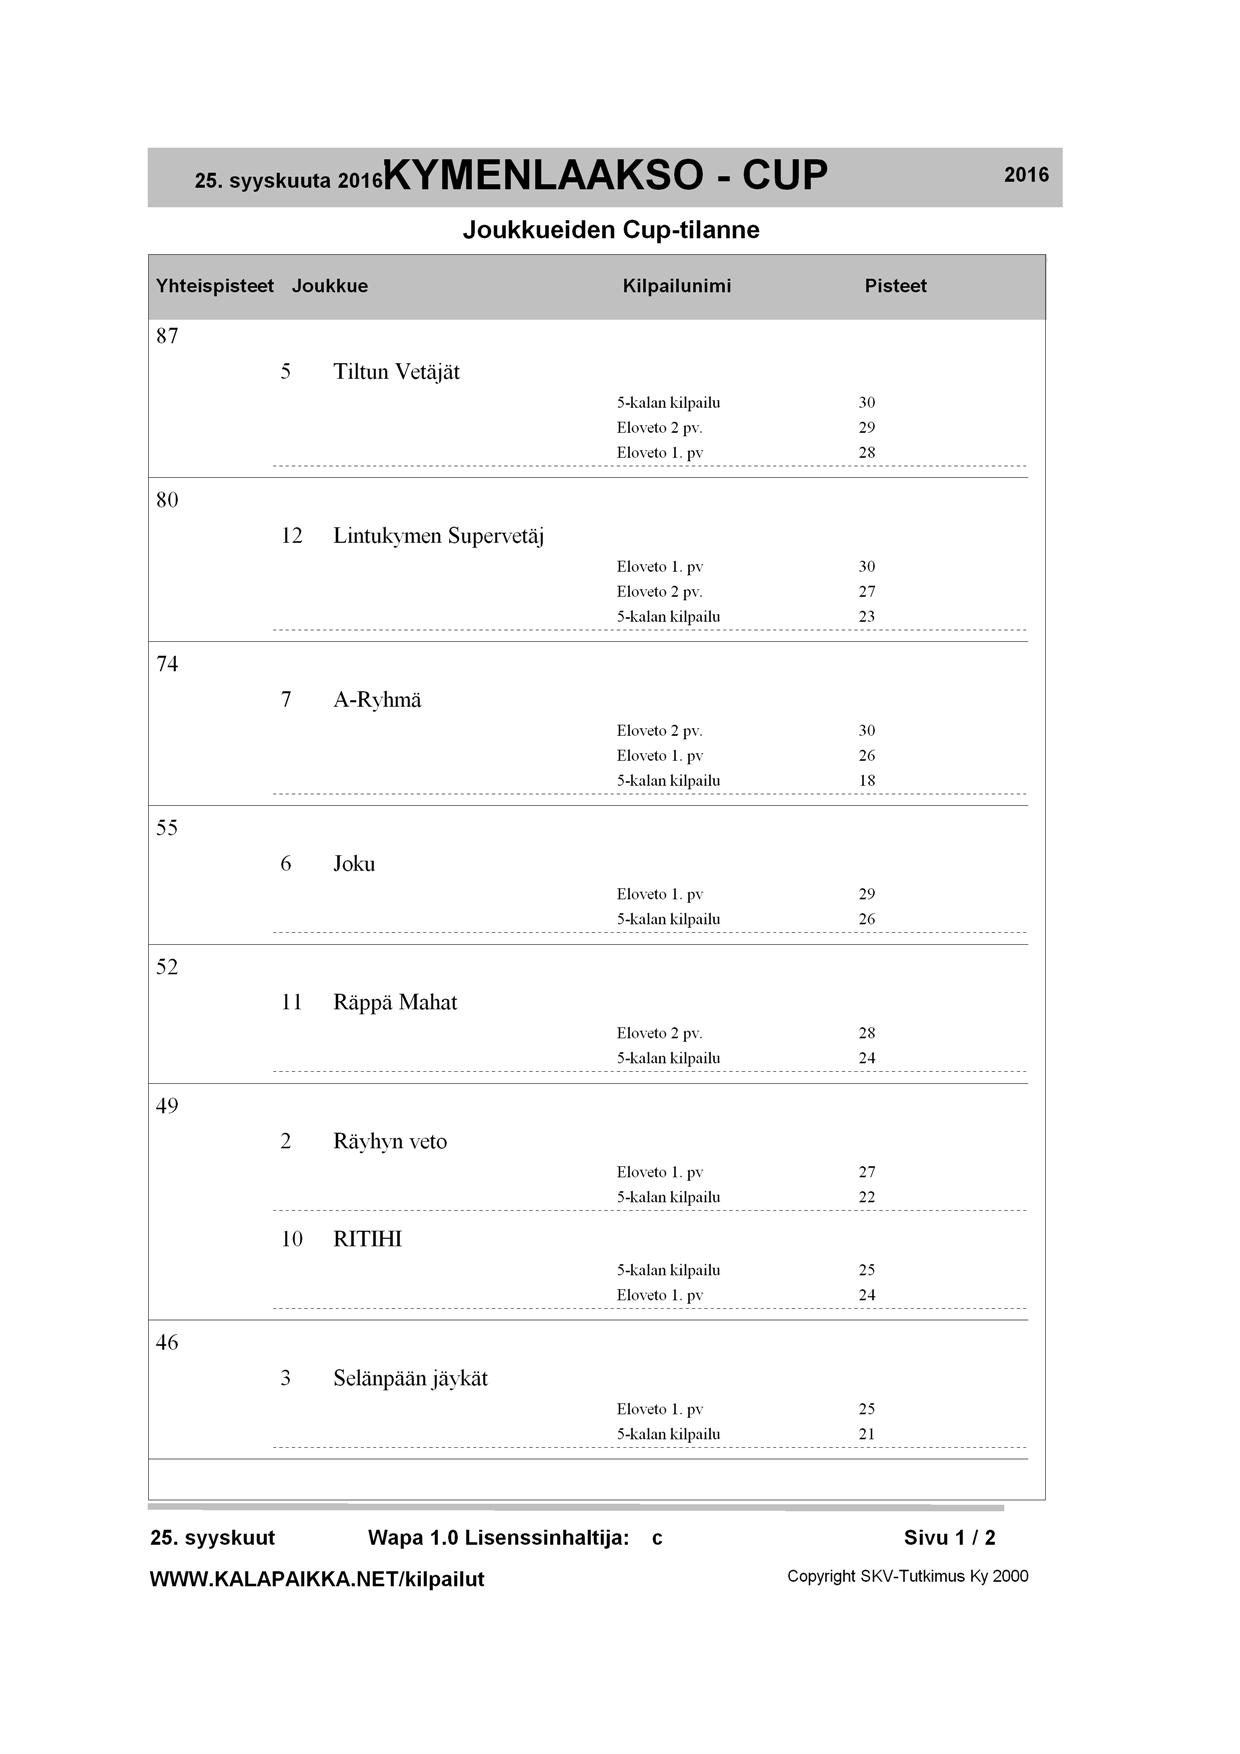 25. syyskuuta 2016 KYMENLAAKSO - CUP 2016
Joukkueiden Cup-tilanne
Yhteispisteet Joukkue Kilpailunimi Pisteet
87
5 Tiltun Vetäjät
5-kalan kilpailu 30
Eloveto 2 pv. 29
Eloveto 1. pv 28
80
12 Lintukymen Supervetäj
Eloveto 1. pv 30
Eloveto 2 pv. 27
5-kalan kilpailu 23
74
7 A-Ryhmä
Eloveto 2 pv. 30
Eloveto 1. pv 26
5-kalan kilpailu 18
55
6 Joku
Eloveto 1. pv 29
5-kalan kilpailu 26
52
11 Räppä Mahat
Eloveto 2 pv. 28
5-kalan kilpailu 24
49
2 Räyhyn veto
Eloveto 1. pv 27
5-kalan kilpailu 22
10 RITIHI
5-kalan kilpailu 25
Eloveto 1. pv 24
46
3 Selänpään jäykät
Eloveto 1. pv 25
5-kalan kilpailu 21
25. syyskuut Wapa 1.0 Lisenssinhaltija: c Sivu 1 / 2
WWW.KALAPAIKKA.NET/kilpailut Copyright SKV-Tutkimus Ky 2000